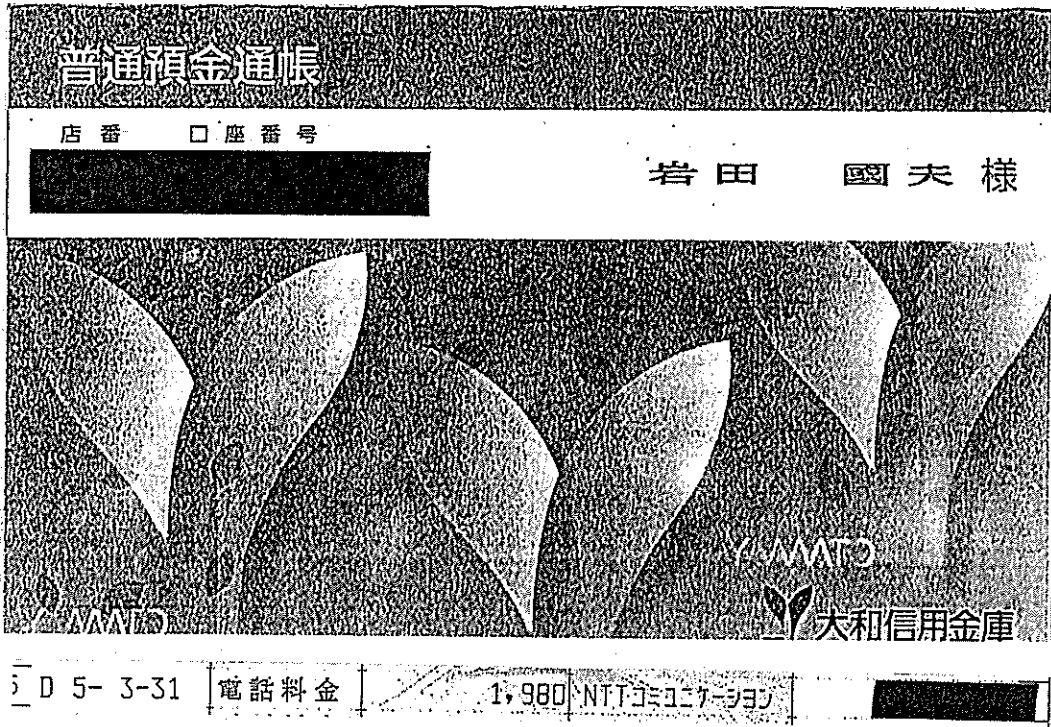 普通預金通帳
店番 口座番号
岩田 國夫 様
YAMATO
大和信用金庫
YAMATO
5 D 5- 3-31 電話料金 1,980 NTTコミュニケーション